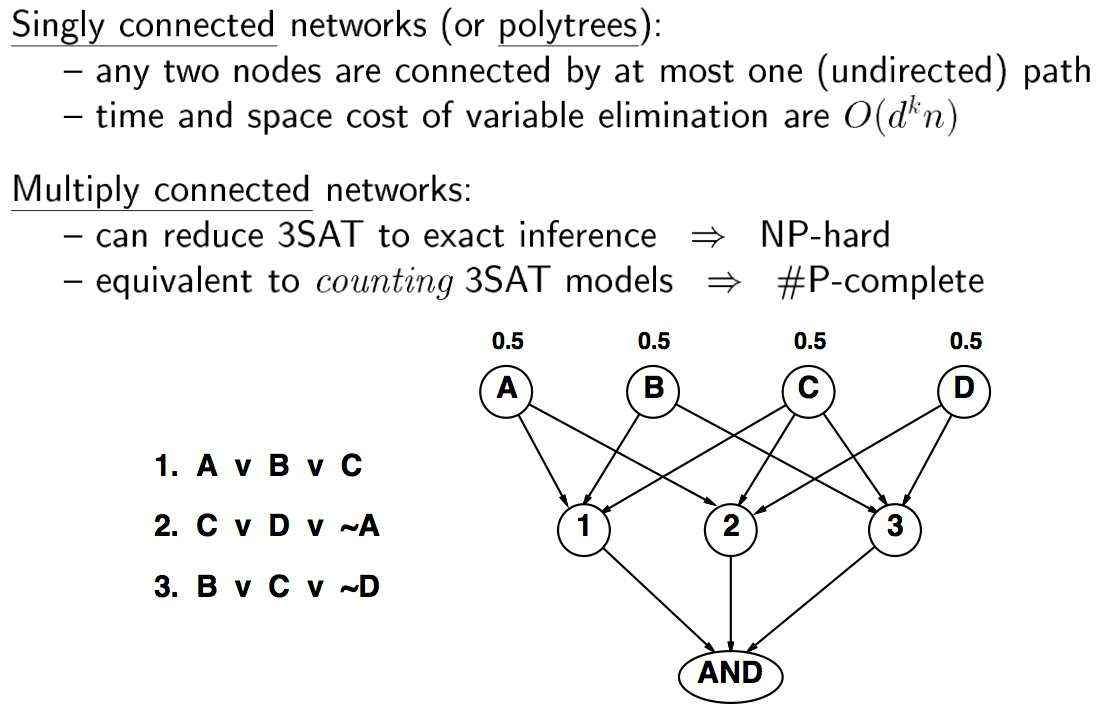 Singly connected networks (or polytrees):
– any two nodes are connected by at most one (undirected) path
– time and space cost of variable elimination are O(dᵏn)
Multiply connected networks:
– can reduce 3SAT to exact inference ⇒ NP-hard
– equivalent to counting 3SAT models ⇒ #P-complete
0.5 0.5 0.5 0.5
A B C D
1. A v B v C
2. C v D v ~A
3. B v C v ~D
1 2 3
AND